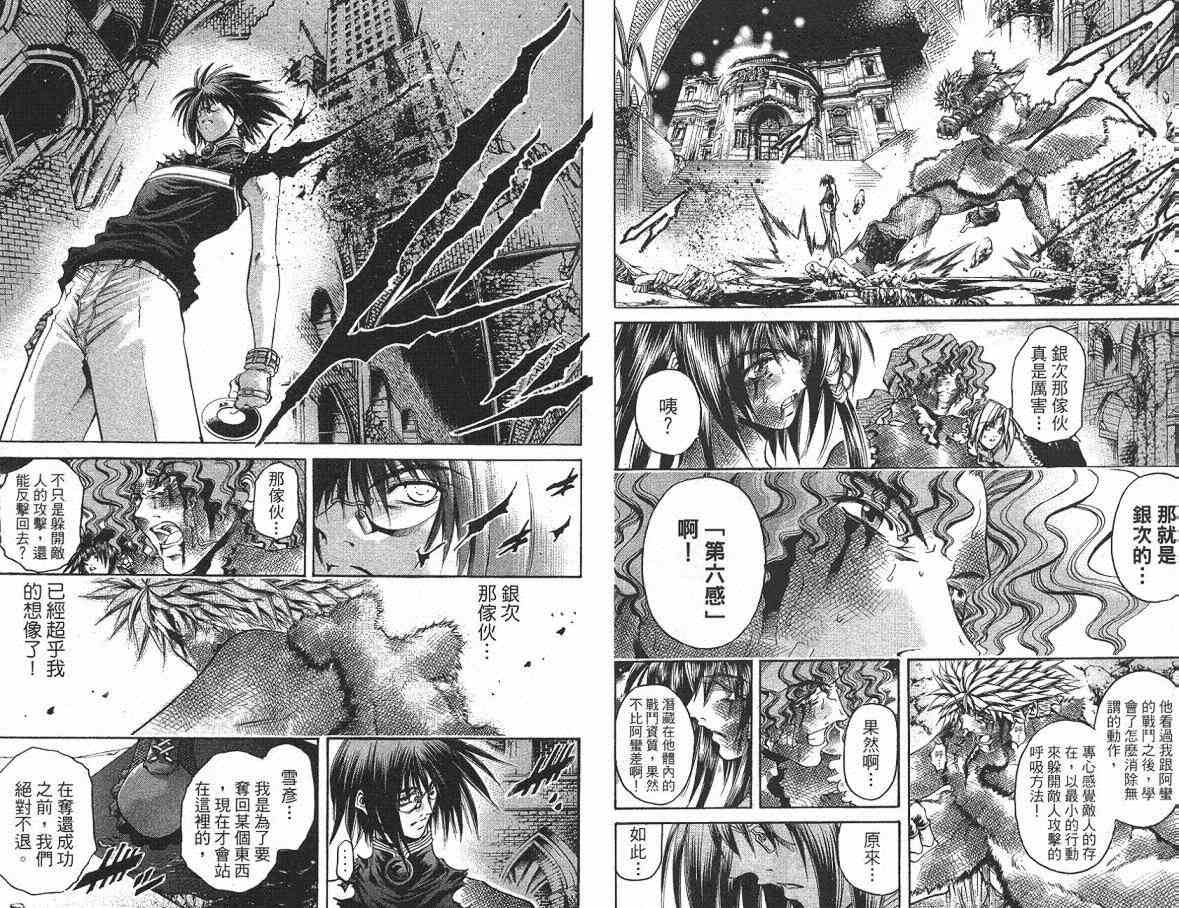 銀次那傢伙
真是厲害…
咦？
那就是
銀次的…
「第六感」
啊！
他看過我跟阿蠻
的戰鬥之後，學
會了怎麼消除無
謂的動作，
專心感覺敵人的存
在，以最小的行動
來躲開敵人攻擊的
呼吸方法！
果然啊…
潛藏在他體內的
戰鬥資質，果然
不比阿蠻差啊！
原來…
如此…
那傢伙…
不只是躲開敵
人的攻擊，還
能反擊回去？
銀次
那傢伙…
已經超乎我
的想像了！
雪彥…
我是為了要
奪回某個東西
，現在才會站
在這裡的，
在奪還成功
之前，我們
絕對不退。